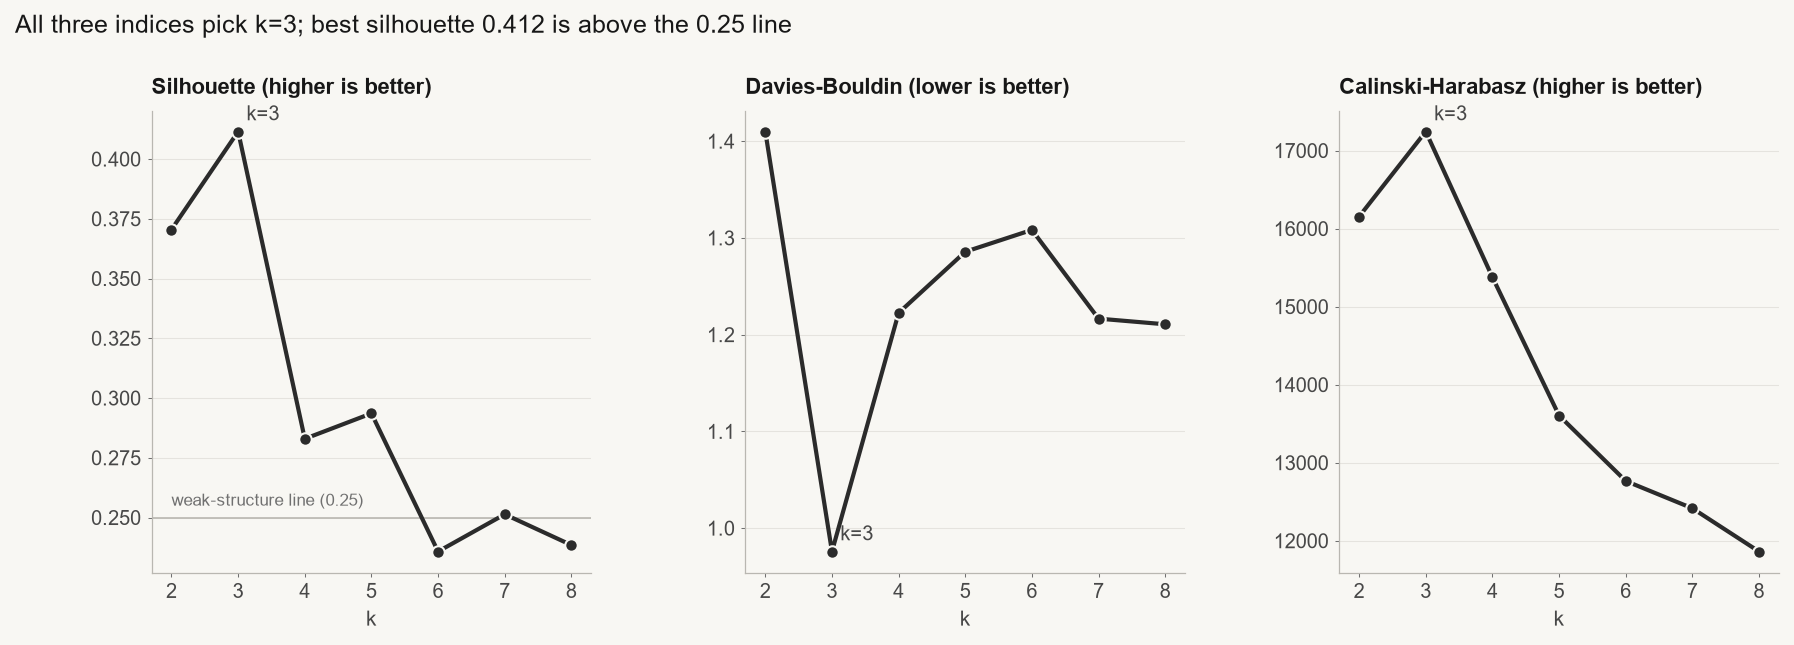 All three indices pick k=3; best silhouette 0.412 is above the 0.25 line
Silhouette (higher is better)
k=3
0.400
0.375
0.350
0.325
0.300
0.275
weak-structure line (0.25)
0.250
2 3 4 5 6 7 8
k
Davies-Bouldin (lower is better)
1.4
1.3
1.2
1.1
1.0
k=3
2 3 4 5 6 7 8
k
Calinski-Harabasz (higher is better)
k=3
17000
16000
15000
14000
13000
12000
2 3 4 5 6 7 8
k